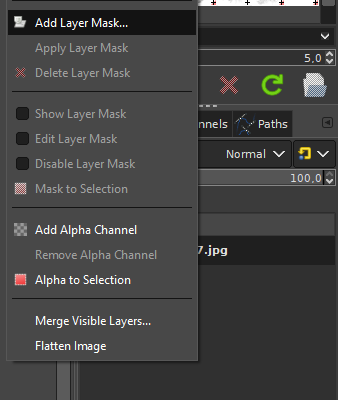 Add Layer Mask...
Apply Layer Mask
Delete Layer Mask
Show Layer Mask
Edit Layer Mask
Disable Layer Mask
Mask to Selection
Add Alpha Channel
Remove Alpha Channel
Alpha to Selection
Merge Visible Layers...
Flatten Image
5,0
nnels Paths
Normal
100,0
7.jpg